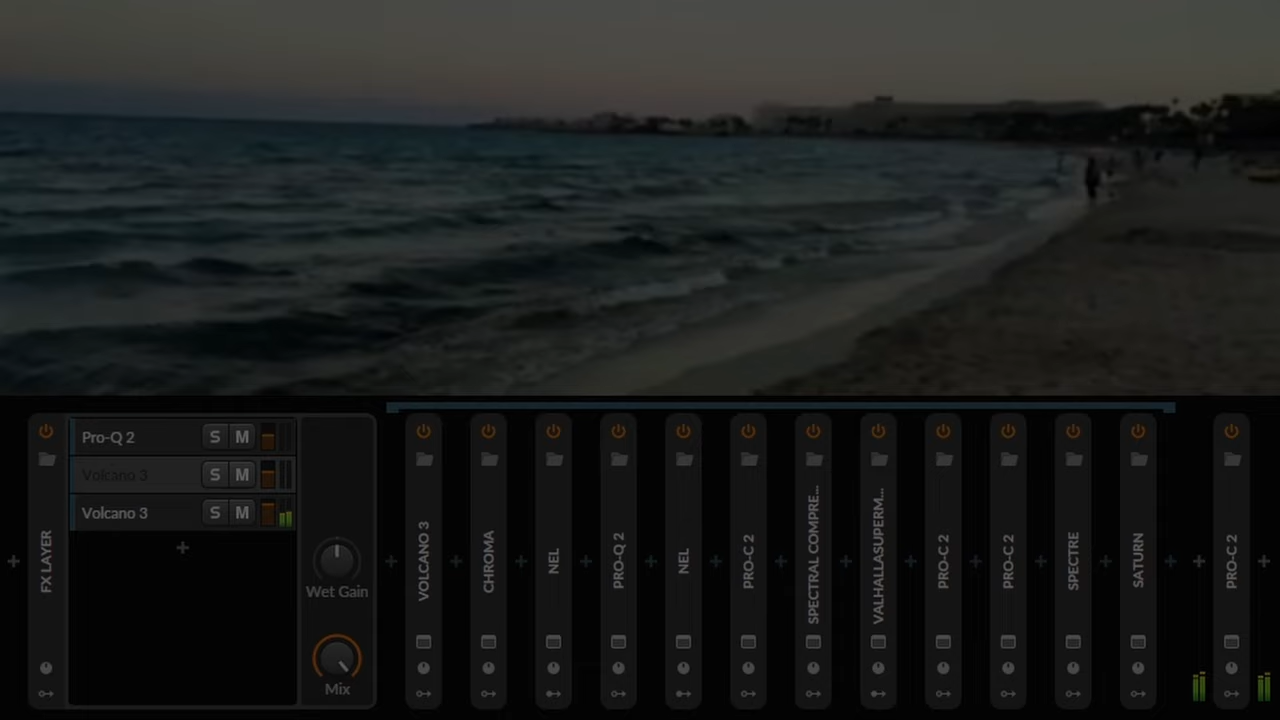 FX LAYER
Pro-Q 2 S M
Volcano 3 S M
Volcano 3 S M
Wet Gain
Mix
VOLCANO 3
CHROMA
NEL
PRO-Q 2
NEL
PRO-C 2
SPECTRAL COMPRE...
VALHALLASUPERM...
PRO-C 2
PRO-C 2
SPECTRE
SATURN
PRO-C 2